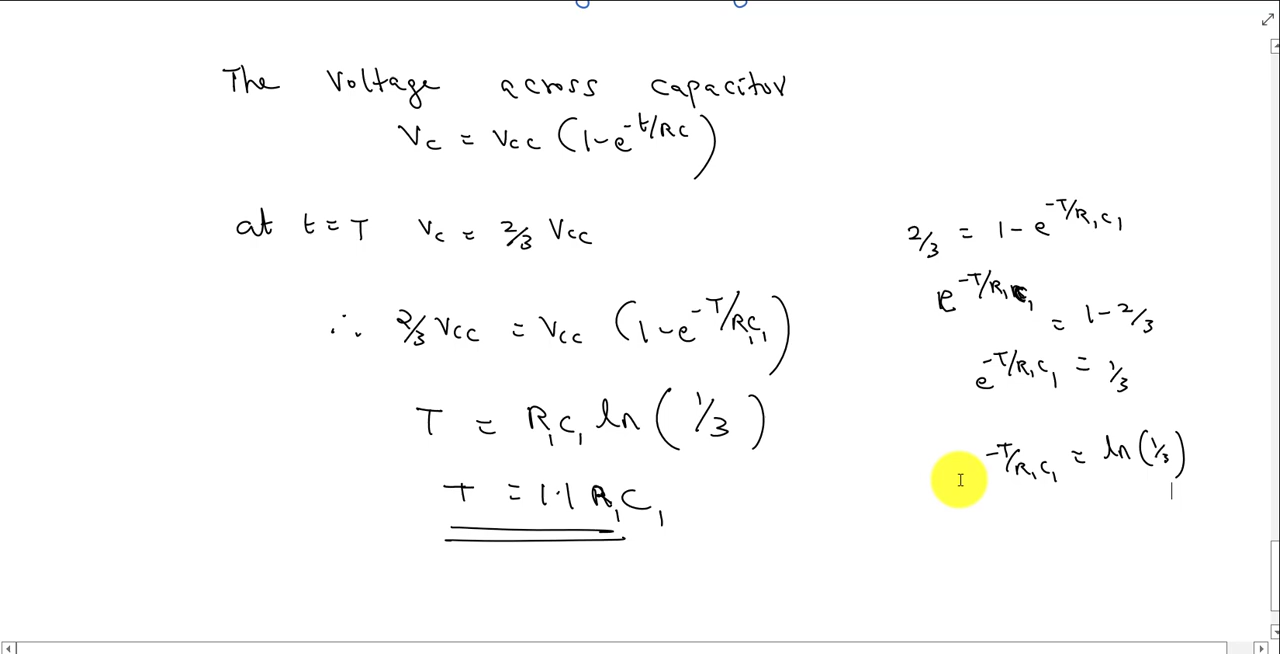 The Voltage across capacitor
Vc = Vcc (1-e^-t/RC)
at t=T Vc = 2/3 Vcc
∴ 2/3 Vcc = Vcc (1-e^-T/R₁C₁)
T = R₁C₁ ln(1/3)
T = 1.1 R₁C₁
2/3 = 1-e^-T/R₁C₁
e^-T/R₁C₁ = 1-2/3
e^-T/R₁C₁ = 1/3
-T/R₁C₁ = ln(1/3)